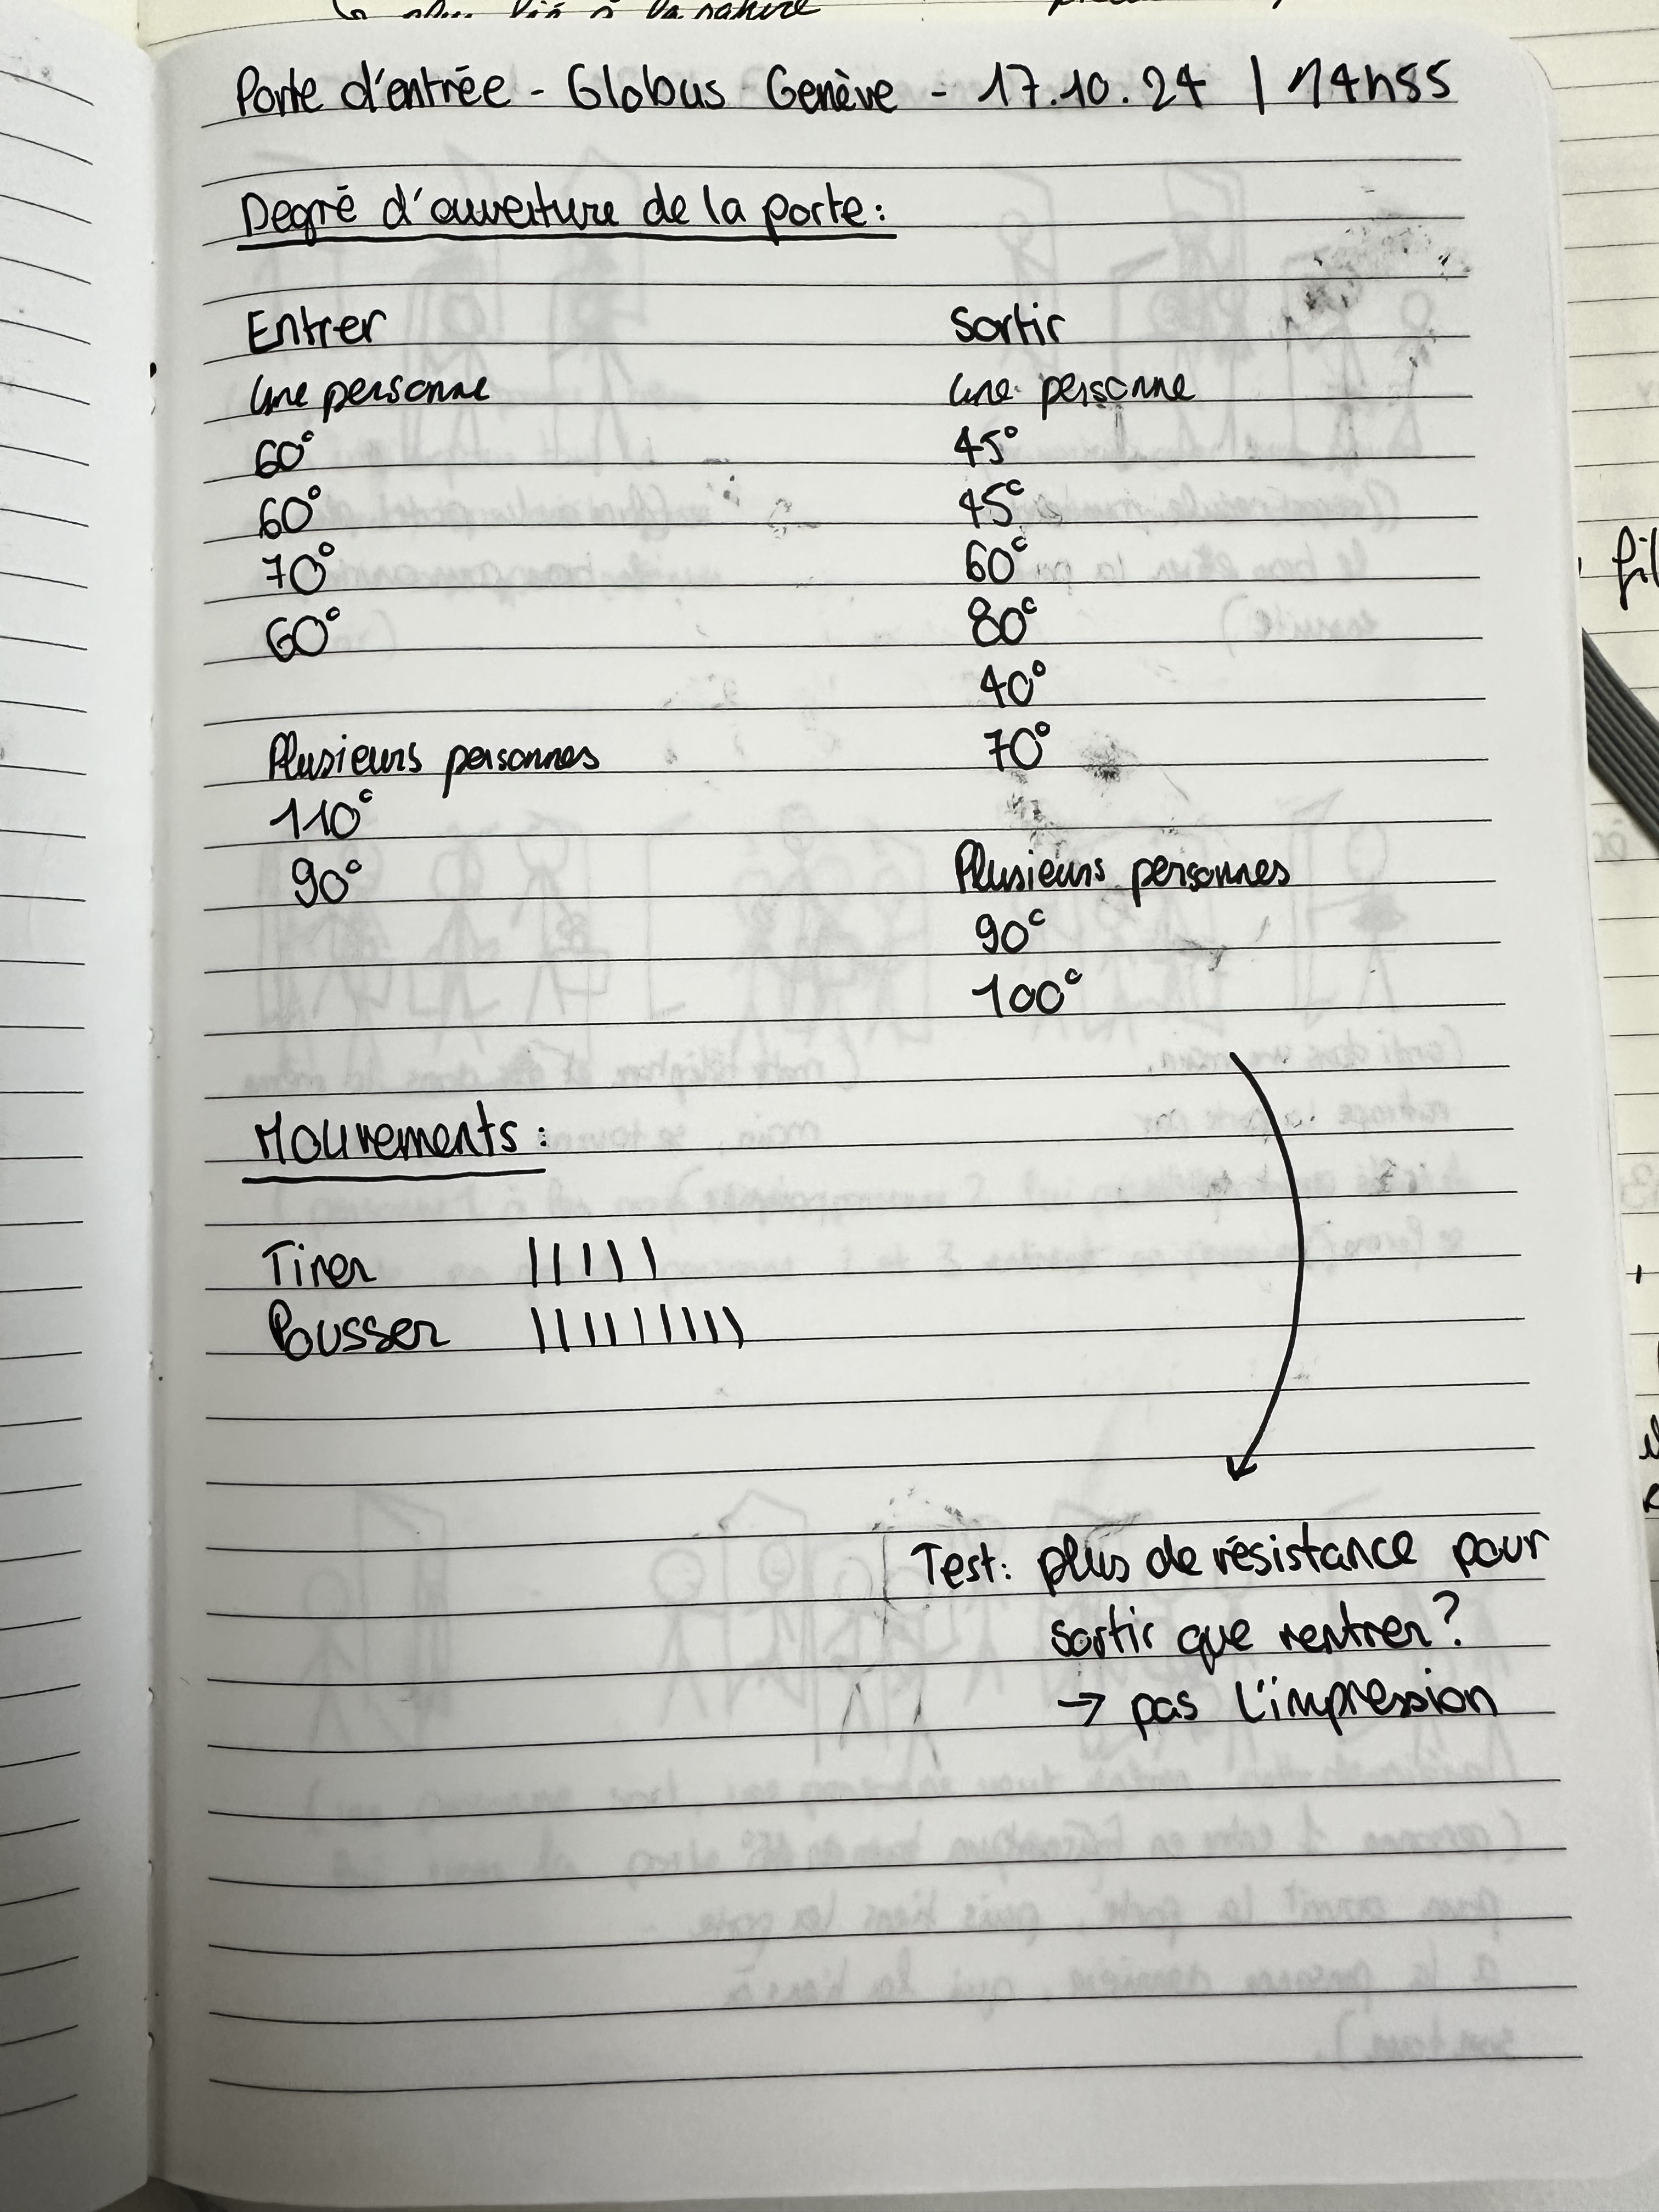 Porte d'entrée - Globus Genève - 17.10.24 | 14h55
Degré d'ouverture de la porte :
Entrer
Une personne
60°
60°
70°
60°
Plusieurs personnes
110°
90°
Sortir
Une personne
45°
45°
60°
80°
40°
70°
Plusieurs personnes
90°
100°
Mouvements :
Tirer |||||
Pousser ||||||||||
Test : plus de résistance pour
sortir que rentrer ?
→ pas l'impression